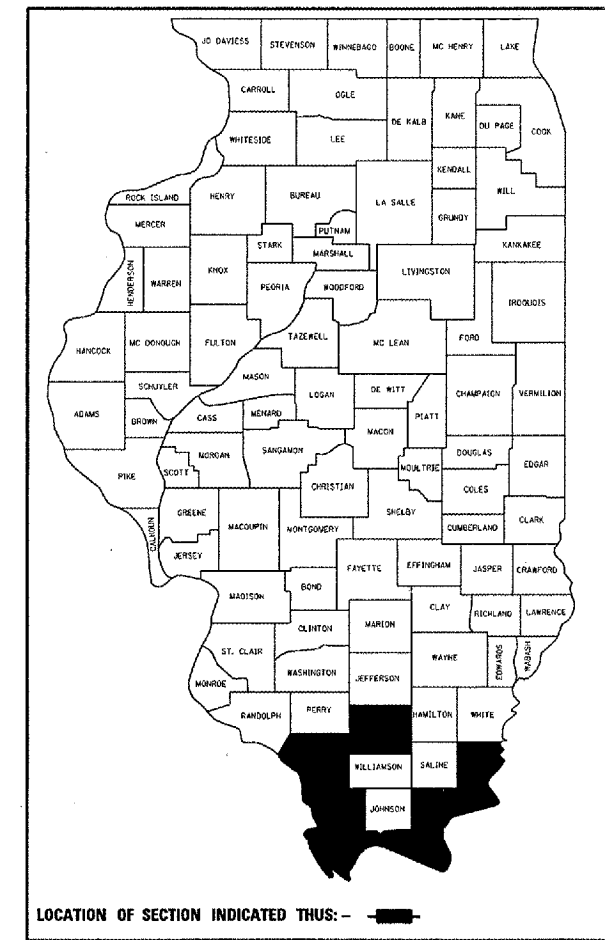 JO DAVIESS STEVENSON WINNEBAGO BOONE MC HENRY LAKE
CARROLL OGLE DE KALB KANE DU PAGE COOK
WHITESIDE LEE
KENDALL WILL
ROCK ISLAND HENRY BUREAU LA SALLE GRUNDY
MERCER PUTNAM
STARK MARSHALL KANKAKEE
HENDERSON WARREN KNOX PEORIA WOODFORD LIVINGSTON
IROQUOIS
HANCOCK MC DONOUGH FULTON TAZEWELL MC LEAN FORD
MASON
SCHUYLER LOGAN DE WITT CHAMPAIGN VERMILION
ADAMS BROWN CASS MENARD MACON PIATT
MORGAN SANGAMON DOUGLAS
PIKE SCOTT CHRISTIAN MOULTRIE COLES EDGAR
GREENE MACOUPIN MONTGOMERY SHELBY CUMBERLAND CLARK
CALHOUN JERSEY
FAYETTE EFFINGHAM JASPER CRAWFORD
MADISON BOND
CLINTON MARION CLAY RICHLAND LAWRENCE
ST. CLAIR
WASHINGTON JEFFERSON WAYNE EDWARDS WABASH
MONROE
RANDOLPH PERRY HAMILTON WHITE
WILLIAMSON SALINE
JOHNSON
LOCATION OF SECTION INDICATED THUS: –